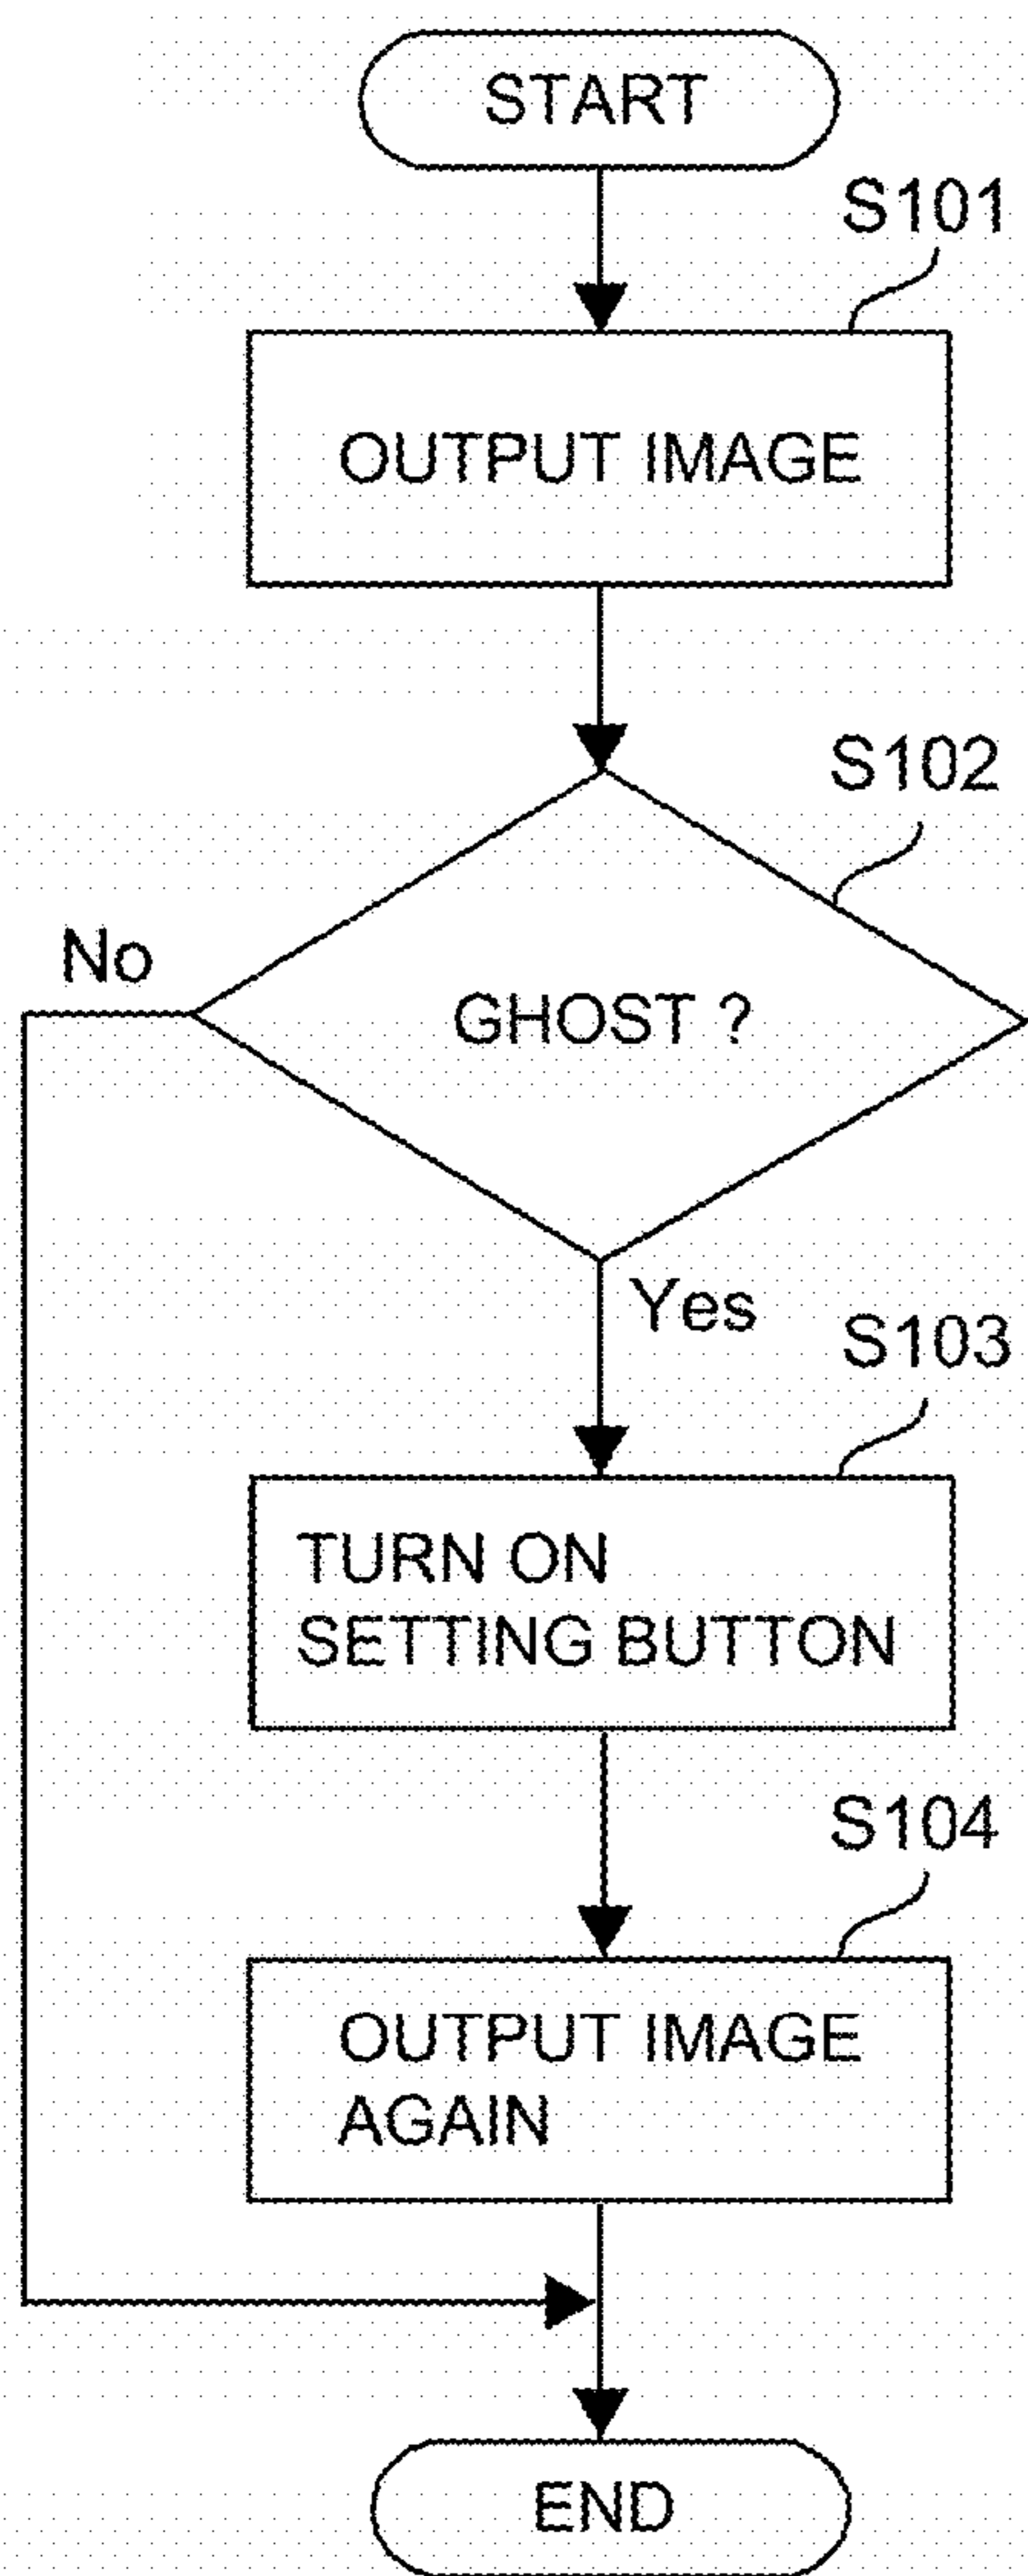 START
S101
OUTPUT IMAGE
S102
No
GHOST ?
Yes
S103
TURN ON
SETTING BUTTON
S104
OUTPUT IMAGE
AGAIN
END